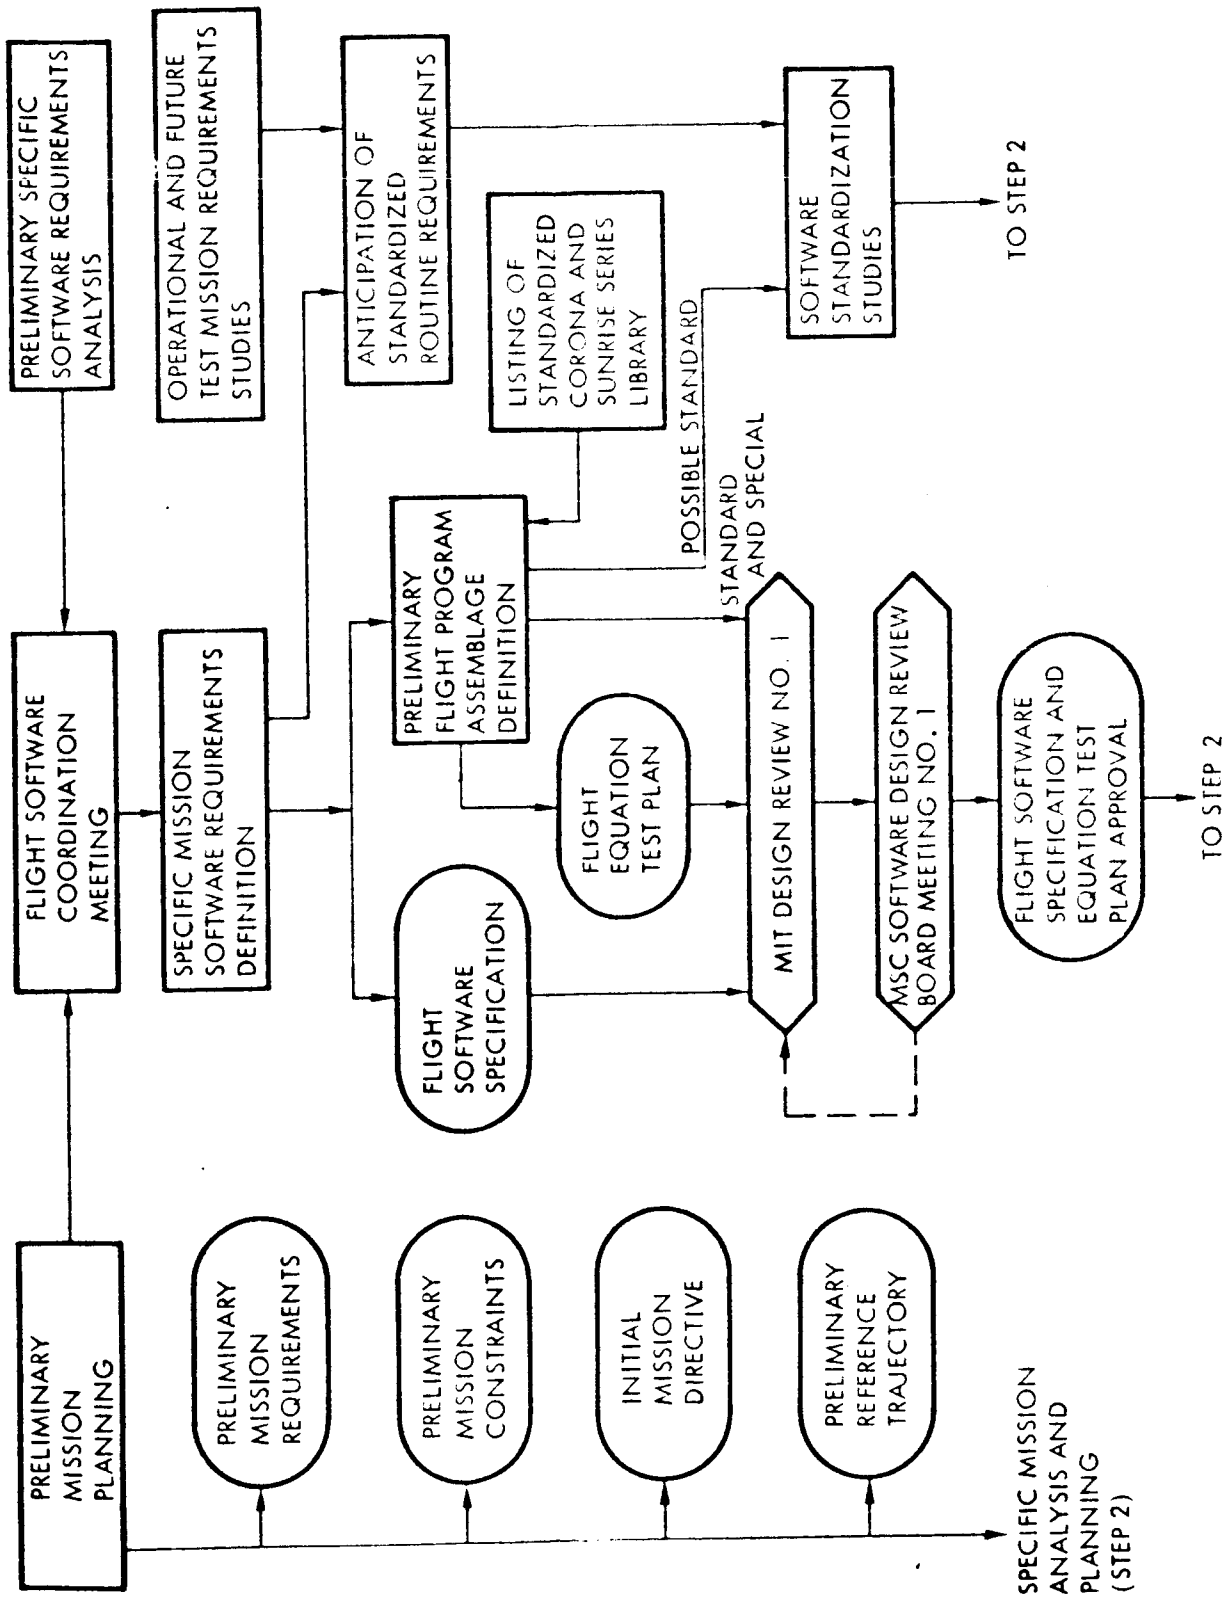 PRELIMINARY
MISSION
PLANNING
FLIGHT SOFTWARE
COORDINATION
MEETING
PRELIMINARY SPECIFIC
SOFTWARE REQUIREMENTS
ANALYSIS
PRELIMINARY
MISSION
REQUIREMENTS
SPECIFIC MISSION
SOFTWARE REQUIREMENTS
DEFINITION
OPERATIONAL AND FUTURE
TEST MISSION REQUIREMENTS
STUDIES
ANTICIPATION OF
STANDARDIZED
ROUTINE REQUIREMENTS
PRELIMINARY
MISSION
CONSTRAINTS
FLIGHT
SOFTWARE
SPECIFICATION
PRELIMINARY
FLIGHT PROGRAM
ASSEMBLAGE
DEFINITION
LISTING OF
STANDARDIZED
CORONA AND
SUNRISE SERIES
LIBRARY
INITIAL
MISSION
DIRECTIVE
FLIGHT
EQUATION
TEST PLAN
POSSIBLE STANDARD
STANDARD
AND SPECIAL
PRELIMINARY
REFERENCE
TRAJECTORY
MIT DESIGN REVIEW NO. 1
SOFTWARE
STANDARDIZATION
STUDIES
MSC SOFTWARE DESIGN REVIEW
BOARD MEETING NO. 1
TO STEP 2
SPECIFIC MISSION
ANALYSIS AND
PLANNING
(STEP 2)
FLIGHT SOFTWARE
SPECIFICATION AND
EQUATION TEST
PLAN APPROVAL
TO STEP 2